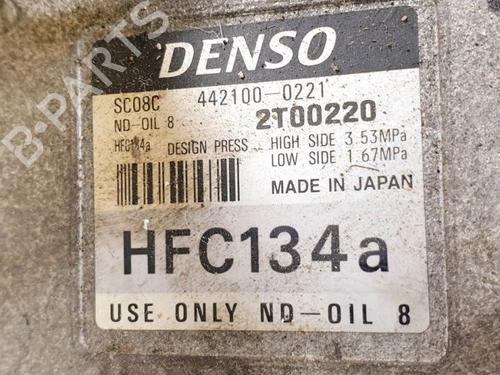 DENSO
SC08C 442100-0221
ND-OIL 8 2T00220
HFC134a DESIGN PRESS HIGH SIDE 3.53MPa
LOW SIDE 1.67MPa
MADE IN JAPAN
HFC134a
USE ONLY ND-OIL 8
B-PARTS